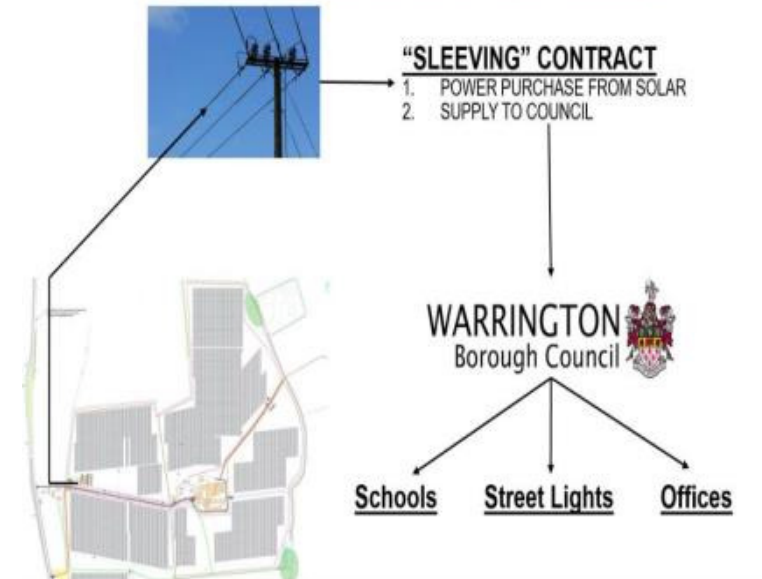 “SLEEVING” CONTRACT
1. POWER PURCHASE FROM SOLAR
2. SUPPLY TO COUNCIL
WARRINGTON
Borough Council
Schools Street Lights Offices